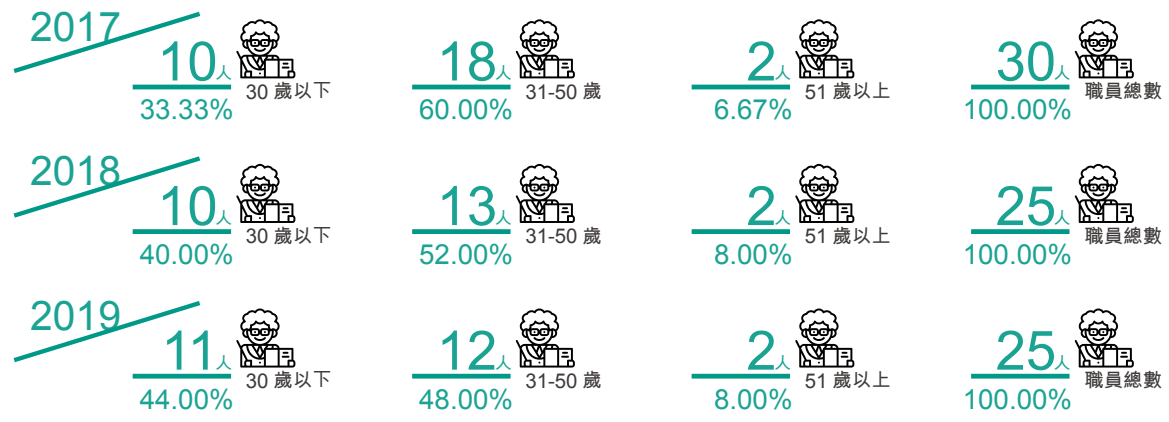 2017
10人 30 歲以下 33.33%
18人 31-50 歲 60.00%
2人 51 歲以上 6.67%
30人 職員總數 100.00%
2018
10人 30 歲以下 40.00%
13人 31-50 歲 52.00%
2人 51 歲以上 8.00%
25人 職員總數 100.00%
2019
11人 30 歲以下 44.00%
12人 31-50 歲 48.00%
2人 51 歲以上 8.00%
25人 職員總數 100.00%